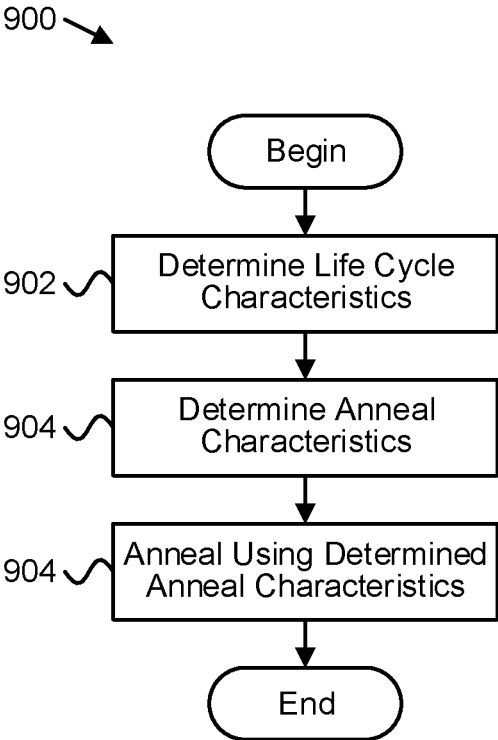 900
Begin
902
Determine Life Cycle
Characteristics
904
Determine Anneal
Characteristics
904
Anneal Using Determined
Anneal Characteristics
End